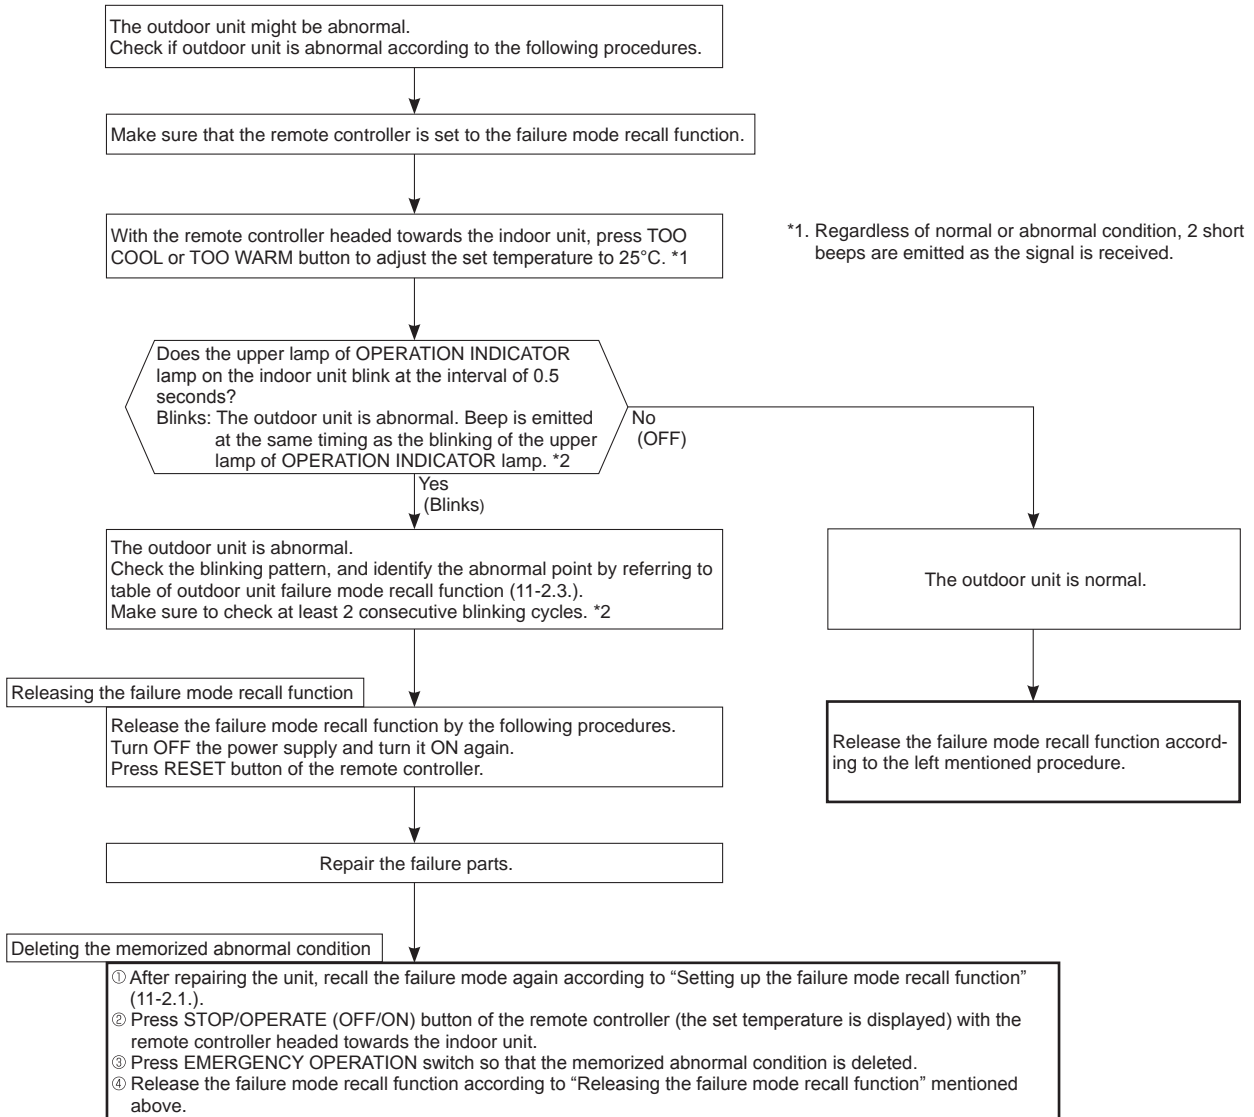 The outdoor unit might be abnormal.
Check if outdoor unit is abnormal according to the following procedures.
Make sure that the remote controller is set to the failure mode recall function.
With the remote controller headed towards the indoor unit, press TOO
COOL or TOO WARM button to adjust the set temperature to 25°C. *1
*1. Regardless of normal or abnormal condition, 2 short
beeps are emitted as the signal is received.
Does the upper lamp of OPERATION INDICATOR
lamp on the indoor unit blink at the interval of 0.5
seconds?
Blinks: The outdoor unit is abnormal. Beep is emitted
at the same timing as the blinking of the upper
lamp of OPERATION INDICATOR lamp. *2
No
(OFF)
Yes
(Blinks)
The outdoor unit is abnormal.
Check the blinking pattern, and identify the abnormal point by referring to
table of outdoor unit failure mode recall function (11-2.3.).
Make sure to check at least 2 consecutive blinking cycles. *2
The outdoor unit is normal.
Releasing the failure mode recall function
Release the failure mode recall function by the following procedures.
Turn OFF the power supply and turn it ON again.
Press RESET button of the remote controller.
Release the failure mode recall function accord-
ing to the left mentioned procedure.
Repair the failure parts.
Deleting the memorized abnormal condition
① After repairing the unit, recall the failure mode again according to “Setting up the failure mode recall function”
(11-2.1.).
② Press STOP/OPERATE (OFF/ON) button of the remote controller (the set temperature is displayed) with the
remote controller headed towards the indoor unit.
③ Press EMERGENCY OPERATION switch so that the memorized abnormal condition is deleted.
④ Release the failure mode recall function according to “Releasing the failure mode recall function” mentioned
above.